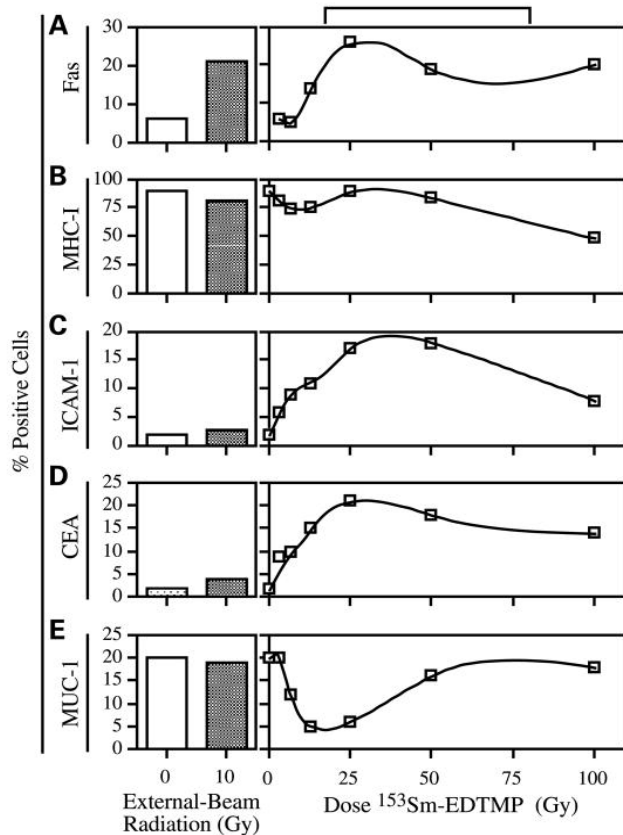 % Positive Cells
A
Fas
30
20
10
0
B
MHC-I
100
75
50
25
0
C
ICAM-1
20
15
10
5
0
D
CEA
25
20
15
10
5
0
E
MUC-1
25
20
15
10
5
0
0 10
0 25 50 75 100
External-Beam
Radiation (Gy)
Dose ¹⁵³Sm-EDTMP (Gy)